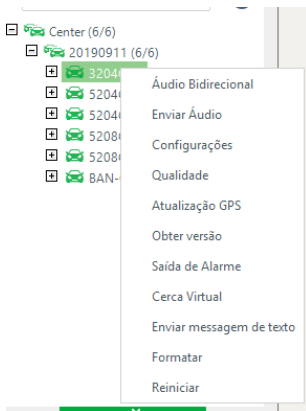 Center (6/6)
20190911 (6/6)
Áudio Bidirecional
Enviar Áudio
Configurações
Qualidade
Atualização GPS
Obter versão
Saída de Alarme
Cerca Virtual
Enviar messagem de texto
Formatar
Reiniciar